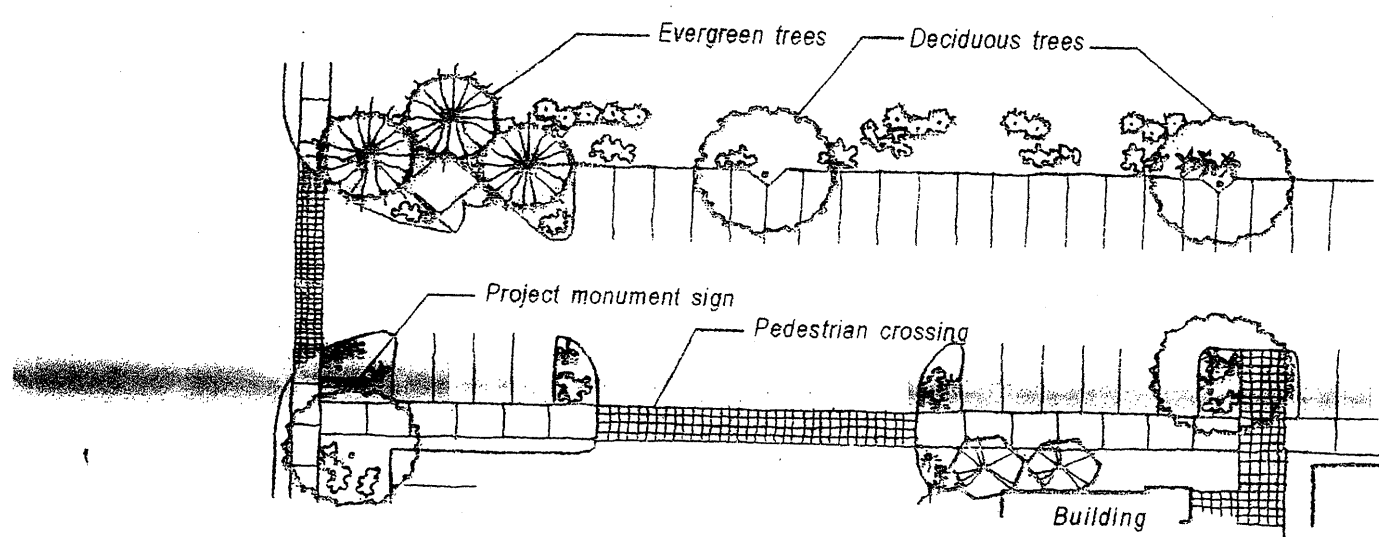 Evergreen trees
Deciduous trees
Project monument sign
Pedestrian crossing
Building